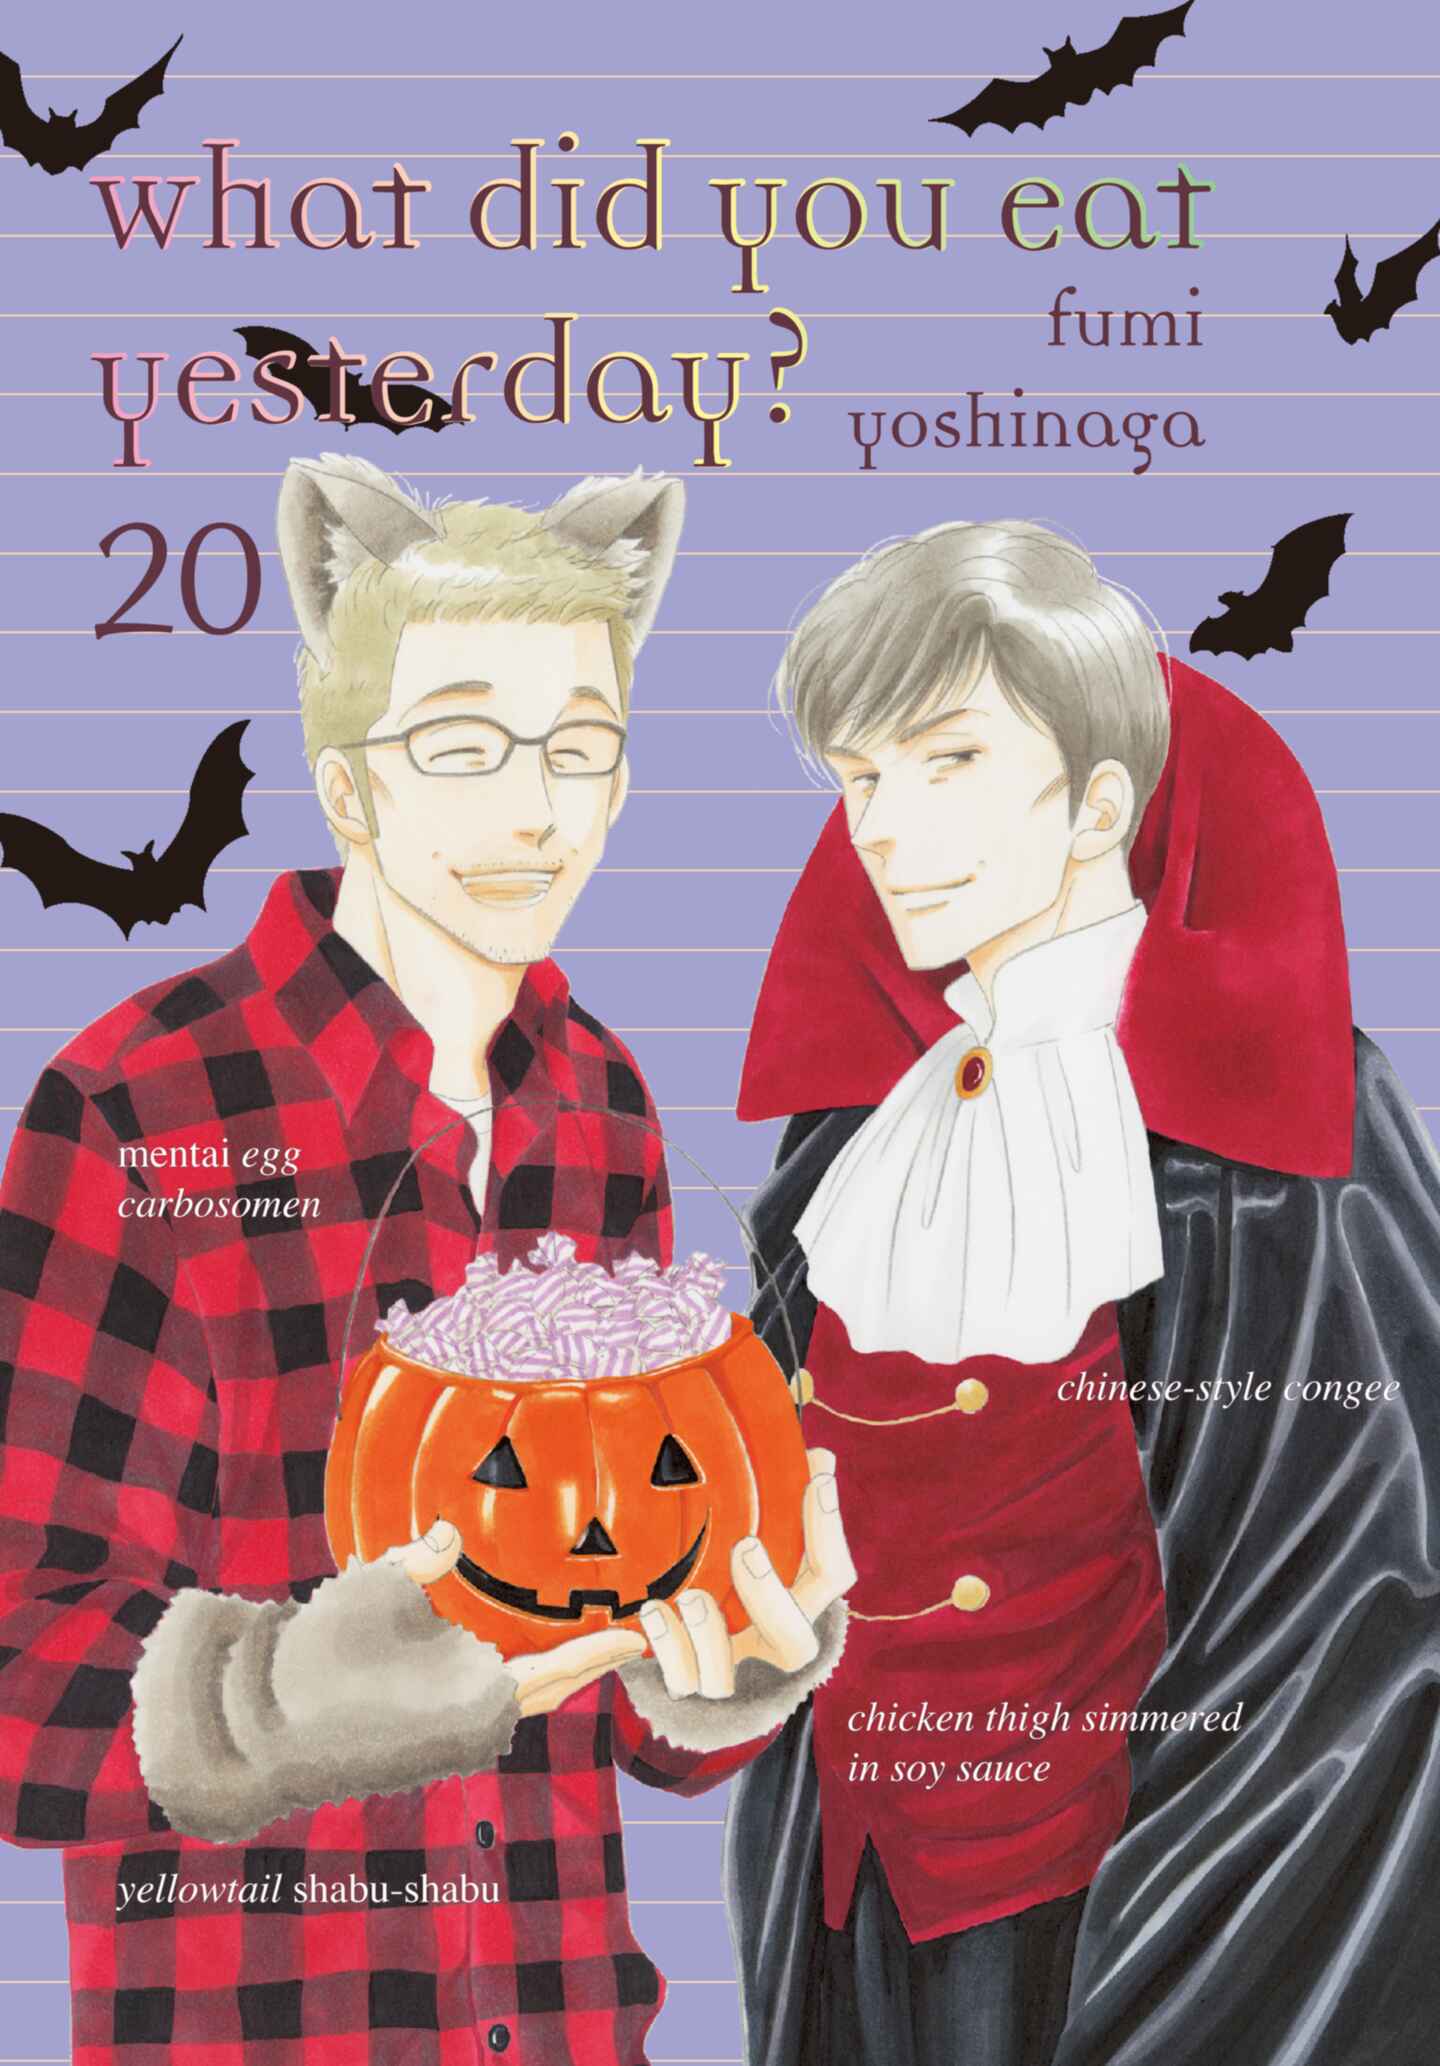 what did you eat
yesterday?
fumi
yoshinaga
20
mentai egg
carbosomen
chinese-style congee
chicken thigh simmered
in soy sauce
yellowtail shabu-shabu